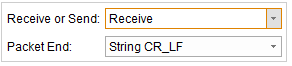 Receive or Send: Receive
Packet End: String CR_LF